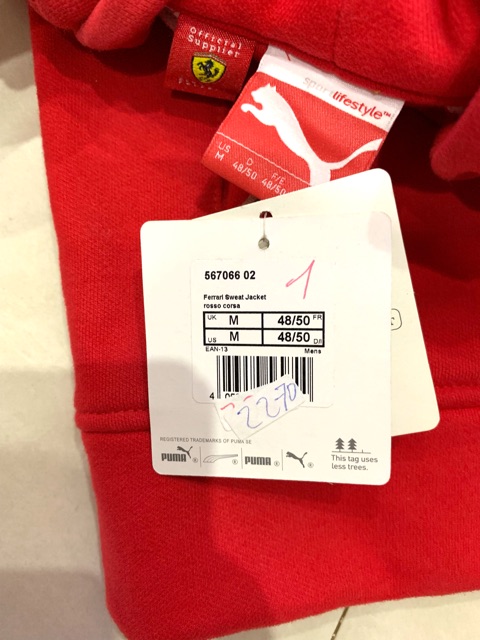 Official
Supplier
sportlifestyle™
US D F/E
M 48/50 48/50
567066 02
1
Ferrari Sweat Jacket
rosso corsa
UK M 48/50 FR
US M 48/50 D/I
EAN-13 Mens
4
2270
REGISTERED TRADEMARKS OF PUMA SE
PUMA ® ® PUMA ® ®
This tag uses
less trees.